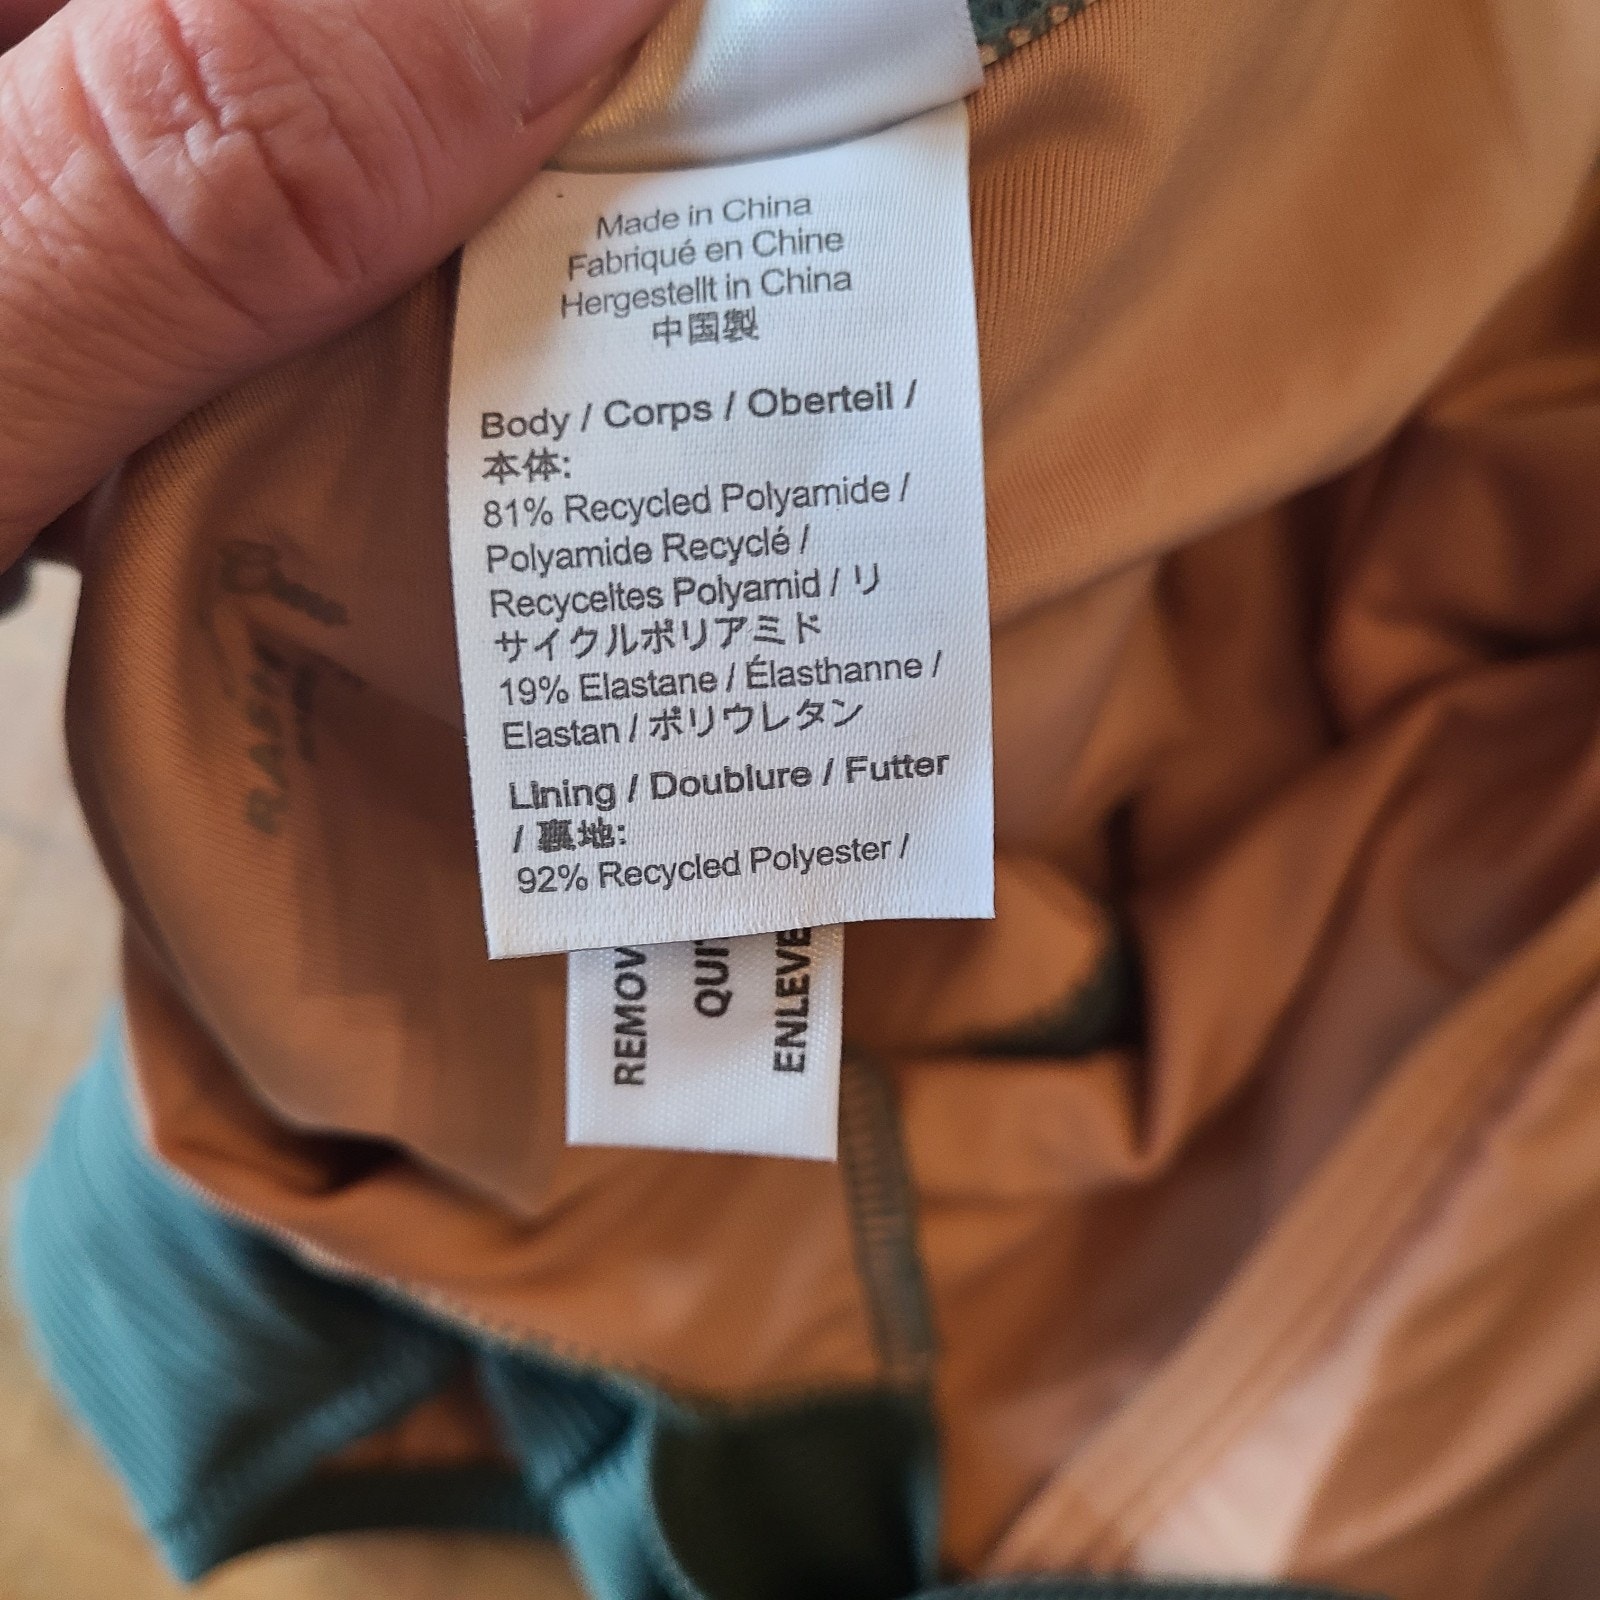 Made in China
Fabriqué en Chine
Hergestellt in China
中国製
Body / Corps / Oberteil /
本体:
81% Recycled Polyamide /
Polyamide Recyclé /
Recyceltes Polyamid / リ
サイクルポリアミド
19% Elastane / Élasthanne /
Elastan / ポリウレタン
Lining / Doublure / Futter
/ 裏地:
92% Recycled Polyester /
REMOV
QUI
ENLEVE